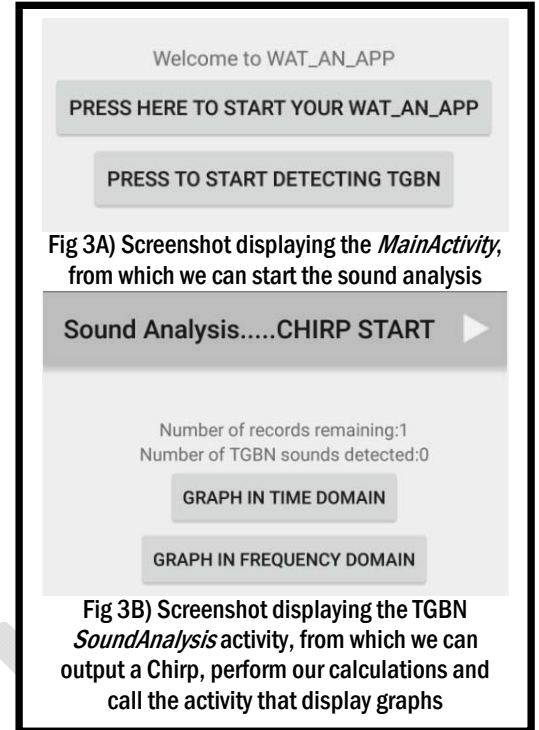 Welcome to WAT_AN_APP
PRESS HERE TO START YOUR WAT_AN_APP
PRESS TO START DETECTING TGBN
Fig 3A) Screenshot displaying the MainActivity,
from which we can start the sound analysis
Sound Analysis.....CHIRP START
Number of records remaining:1
Number of TGBN sounds detected:0
GRAPH IN TIME DOMAIN
GRAPH IN FREQUENCY DOMAIN
Fig 3B) Screenshot displaying the TGBN
SoundAnalysis activity, from which we can
output a Chirp, perform our calculations and
call the activity that display graphs